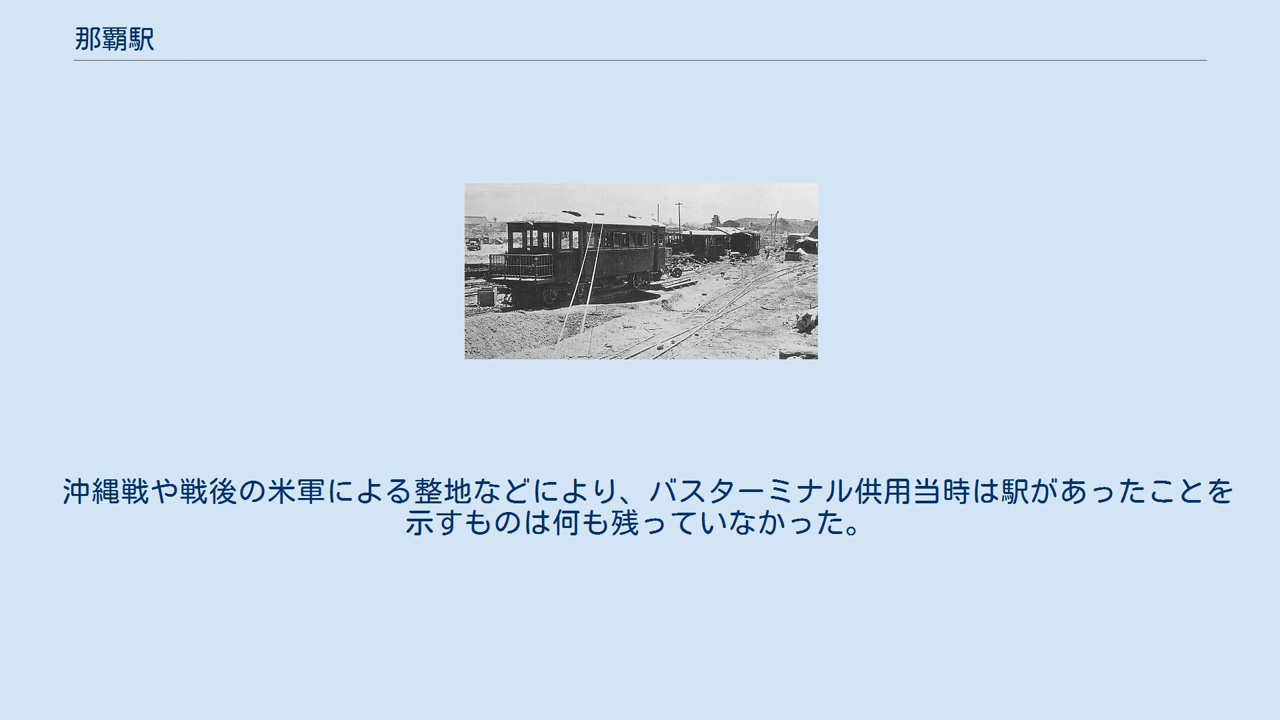 那覇駅
沖縄戦や戦後の米軍による整地などにより、バスターミナル供用当時は駅があったことを
示すものは何も残っていなかった。